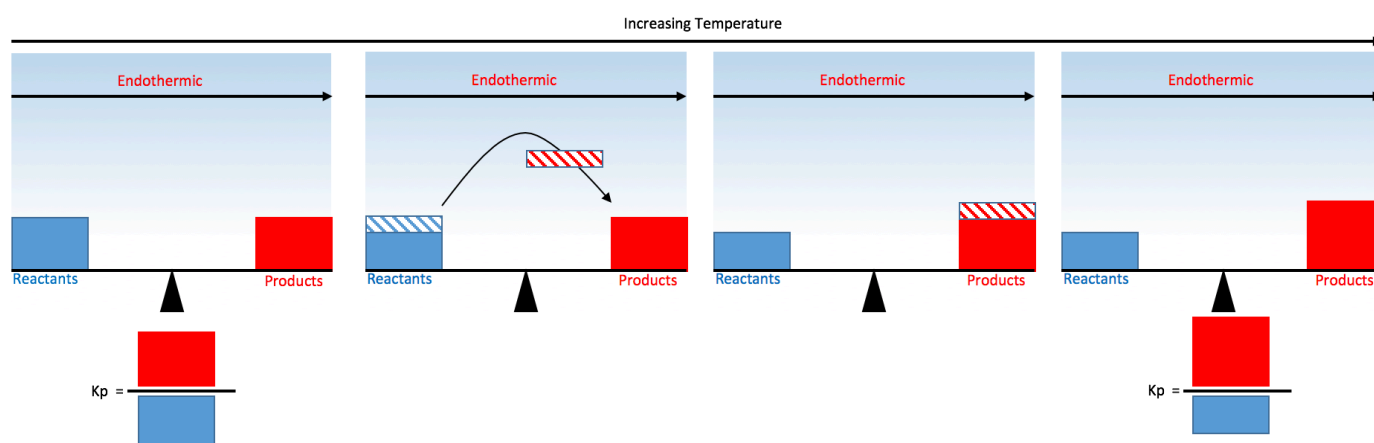 Increasing Temperature
Endothermic
Endothermic
Endothermic
Endothermic
Reactants
Products
Reactants
Products
Reactants
Products
Reactants
Products
Kp =
Kp =